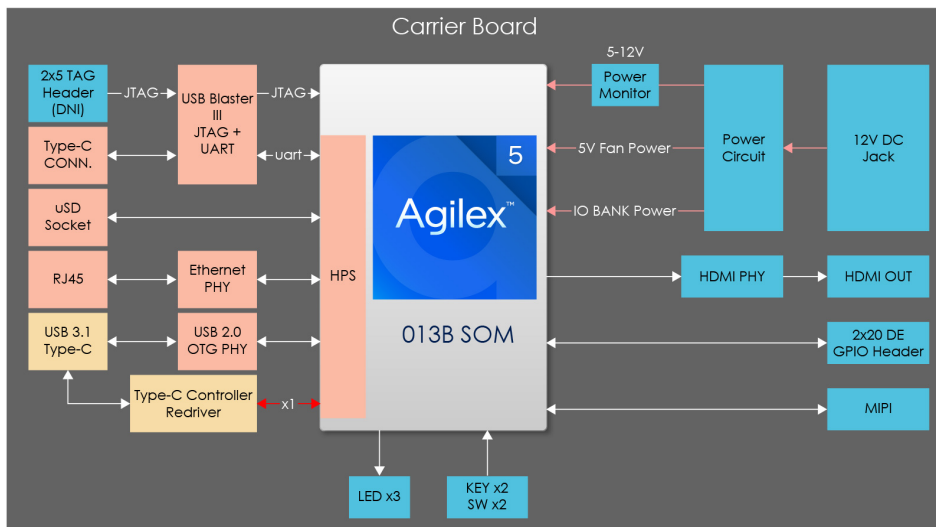 Carrier Board
2x5 TAG
Header
(DNI)
JTAG
USB Blaster
III
JTAG +
UART
JTAG
Type-C
CONN.
uart
uSD
Socket
RJ45
Ethernet
PHY
USB 3.1
Type-C
USB 2.0
OTG PHY
Type-C Controller
Redriver
x1
HPS
5
Agilex™
013B SOM
5-12V
Power
Monitor
5V Fan Power
IO BANK Power
Power
Circuit
12V DC
Jack
HDMI PHY
HDMI OUT
2x20 DE
GPIO Header
MIPI
LED x3
KEY x2
SW x2